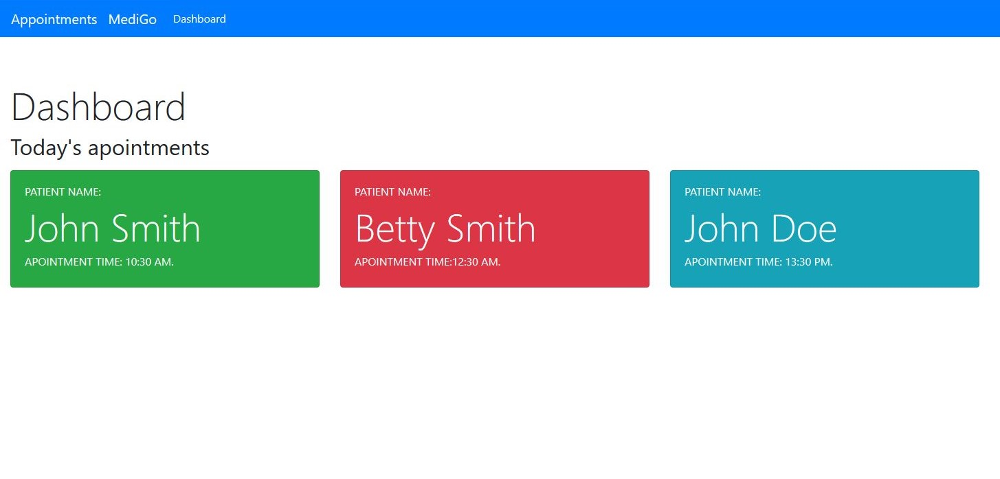 Appointments MediGo Dashboard
Dashboard
Today's apointments
PATIENT NAME:
John Smith
APOINTMENT TIME: 10:30 AM.
PATIENT NAME:
Betty Smith
APOINTMENT TIME:12:30 AM.
PATIENT NAME:
John Doe
APOINTMENT TIME: 13:30 PM.